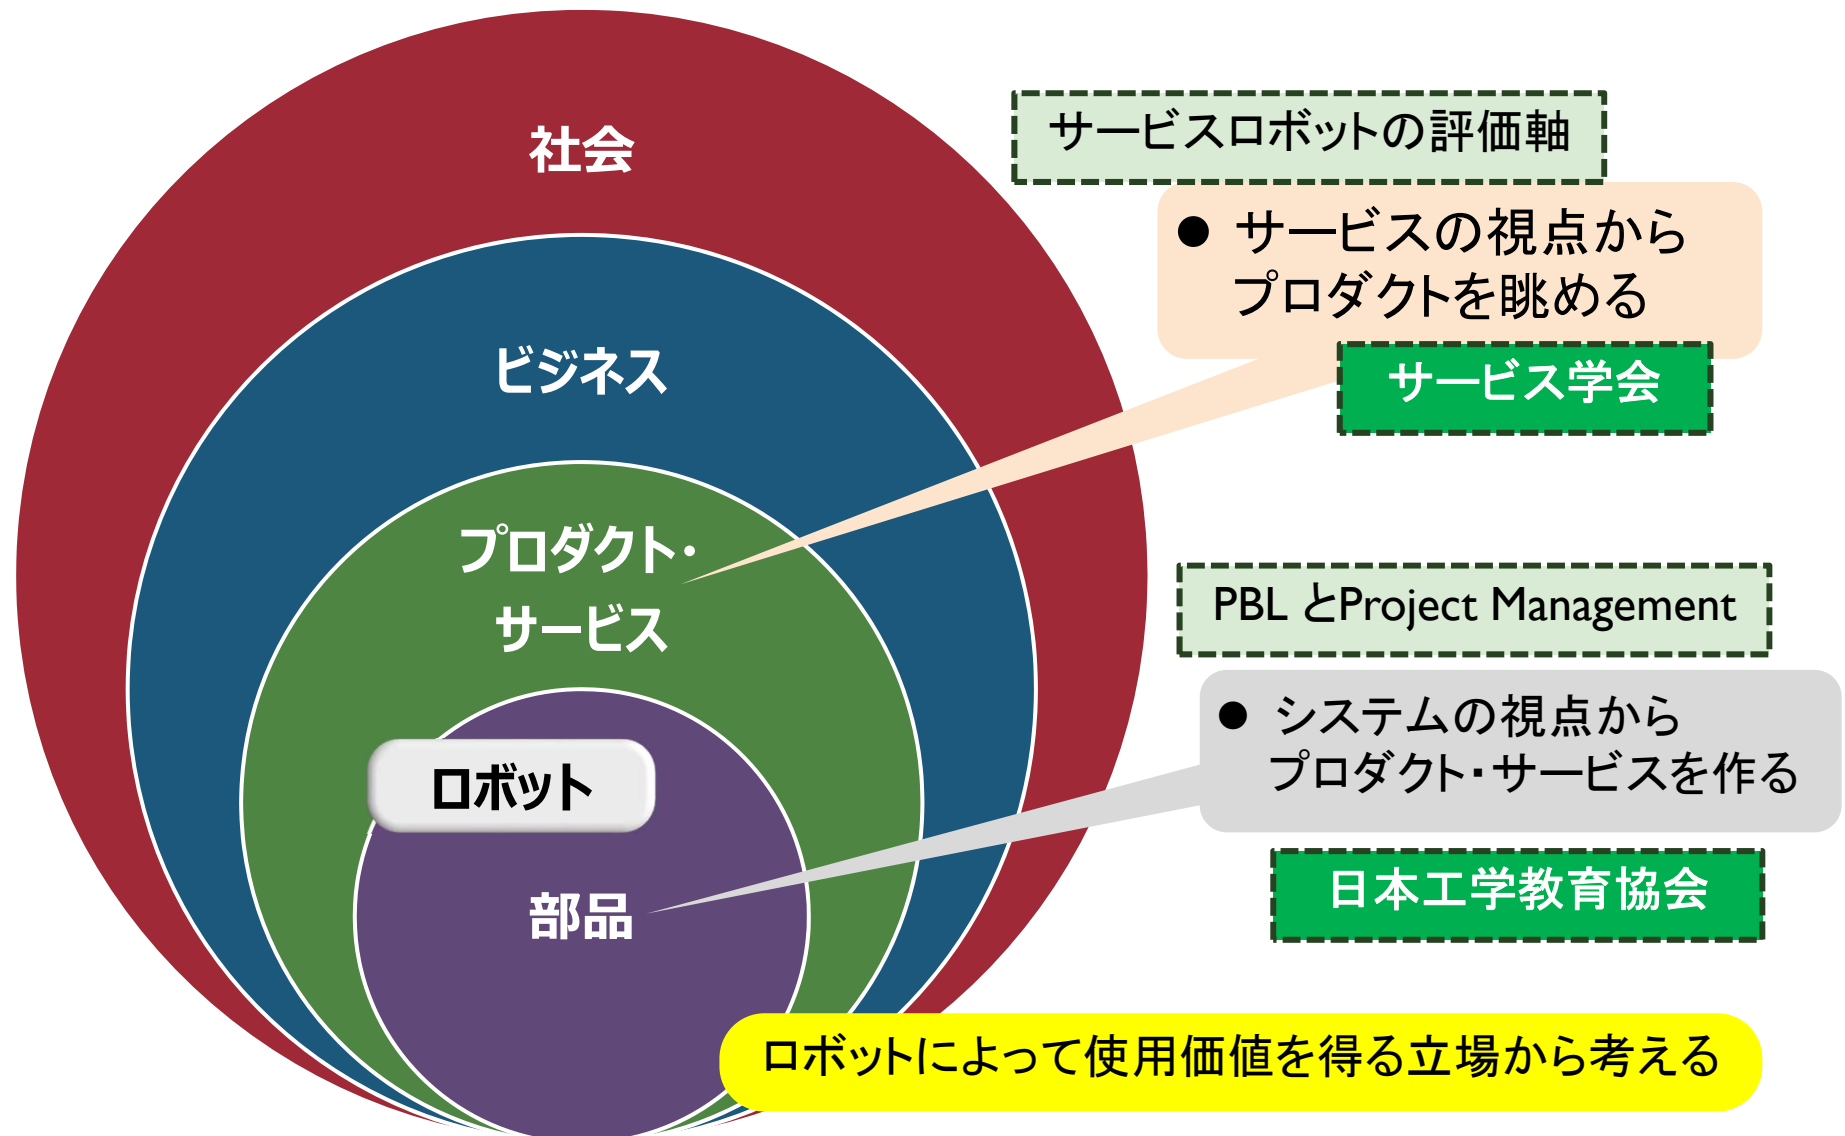 社会
ビジネス
プロダクト・
サービス
ロボット
部品
サービスロボットの評価軸
● サービスの視点から
プロダクトを眺める
サービス学会
PBL とProject Management
● システムの視点から
プロダクト・サービスを作る
日本工学教育協会
ロボットによって使用価値を得る立場から考える